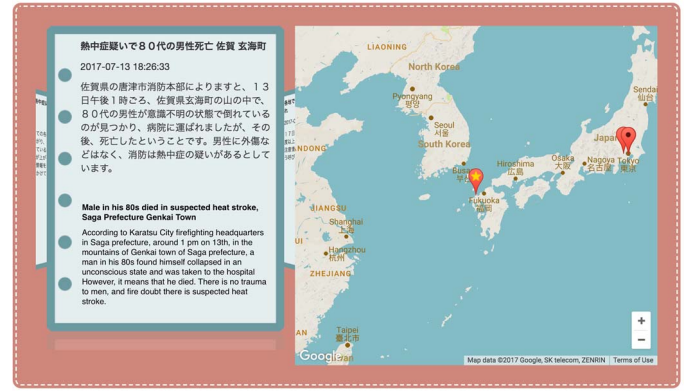 熱中症疑いで80代の男性死亡 佐賀 玄海町
2017-07-13 18:26:33
佐賀県の唐津市消防本部によりますと、13
日午後1時ごろ、佐賀県玄海町の山の中で、
80代の男性が意識不明の状態で倒れている
のが見つかり、病院に運ばれましたが、その
後、死亡したということです。男性に外傷な
どはなく、消防は熱中症の疑いがあるとして
います。
Male in his 80s died in suspected heat stroke,
Saga Prefecture Genkai Town
According to Karatsu City firefighting headquarters
in Saga prefecture, around 1 pm on 13th, in the
mountains of Genkai town of Saga prefecture, a
man in his 80s found himself collapsed in an
unconscious state and was taken to the hospital
However, it means that he died. There is no trauma
to men, and fire doubt there is suspected heat
stroke.
LIAONING
North Korea
Pyongyang
평양
Seoul
서울
South Korea
Busan
부산
Sendai
仙台
Japan
Tokyo
東京
Nagoya
名古屋
Osaka
大阪
Hiroshima
広島
Fukuoka
福岡
NDONG
JIANGSU
Shanghai
上海
UI
Hangzhou
杭州
ZHEJIANG
AN
Taipei
臺北市
Taiwan
Google
+
−
Map data ©2017 Google, SK telecom, ZENRIN
Terms of Use